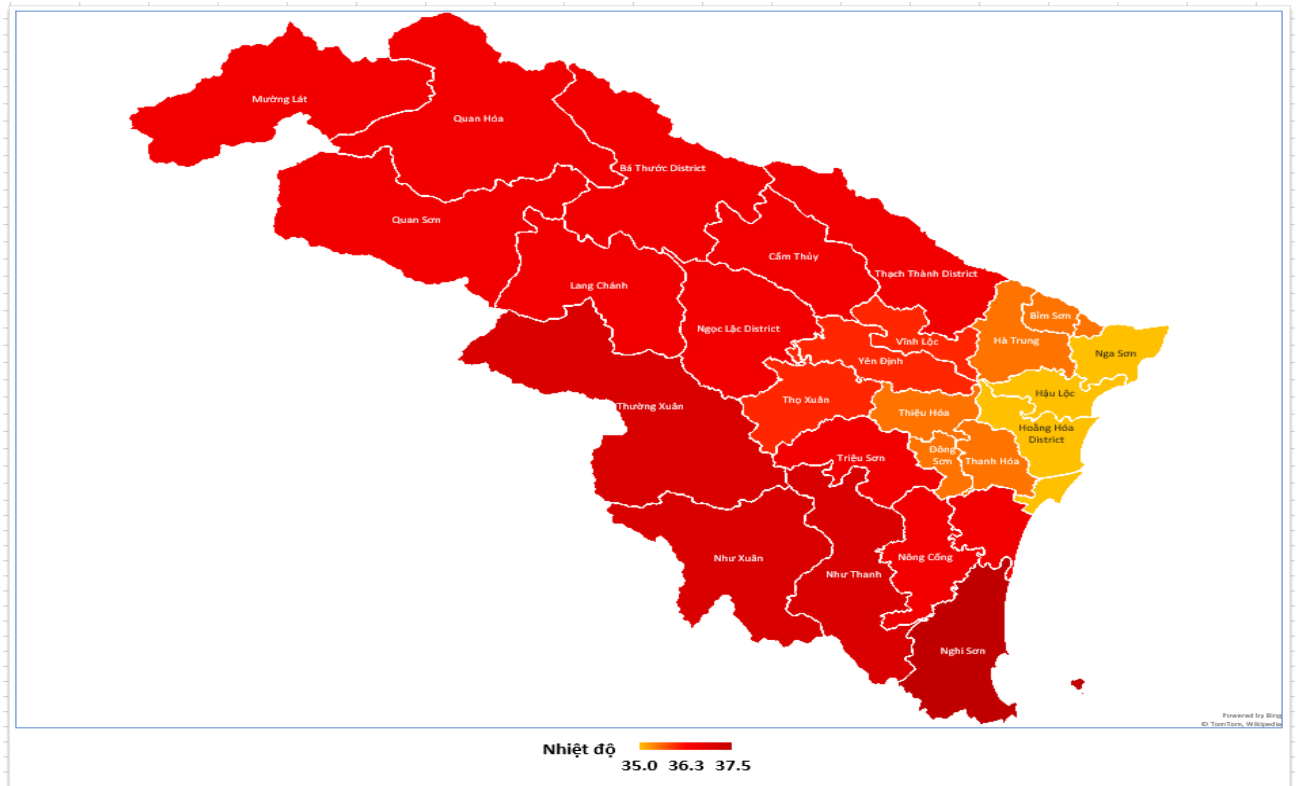 Mường Lát
Quan Hóa
Bá Thước District
Quan Sơn
Cẩm Thủy
Thạch Thành District
Lang Chánh
Bỉm Sơn
Ngọc Lặc District
Hà Trung
Vĩnh Lộc
Nga Sơn
Yên Định
Hậu Lộc
Thọ Xuân
Thường Xuân
Thiệu Hóa
Hoằng Hóa
District
Đông
Sơn
Triệu Sơn
Thanh Hóa
Như Xuân
Nông Cống
Như Thanh
Nghi Sơn
Powered by Bing
© TomTom, Wikipedia
Nhiệt độ
35.0 36.3 37.5